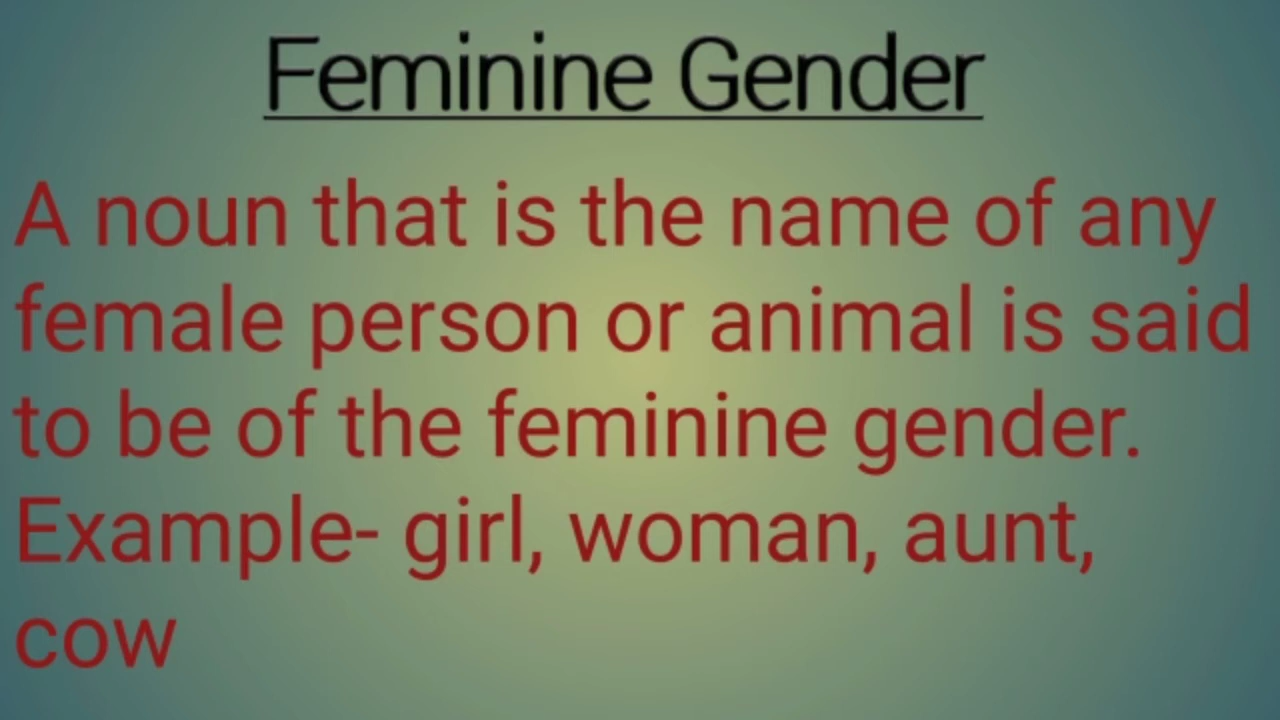 Feminine Gender
A noun that is the name of any
female person or animal is said
to be of the feminine gender.
Example- girl, woman, aunt,
cow